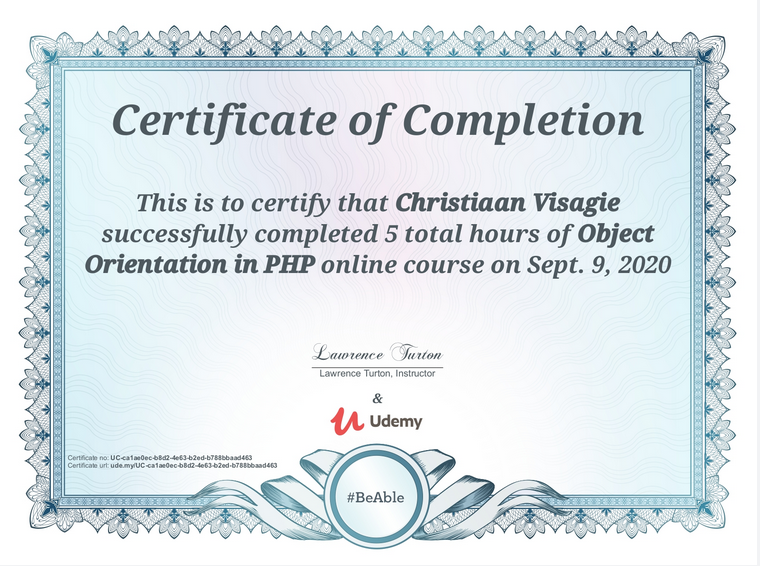 Certificate of Completion
This is to certify that Christiaan Visagie
successfully completed 5 total hours of Object
Orientation in PHP online course on Sept. 9, 2020
Lawrence Turton
Lawrence Turton, Instructor
&
Udemy
Certificate no: UC-ca1ae0ec-b8d2-4e63-b2ed-b788bbaad463
Certificate url: ude.my/UC-ca1ae0ec-b8d2-4e63-b2ed-b788bbaad463
#BeAble